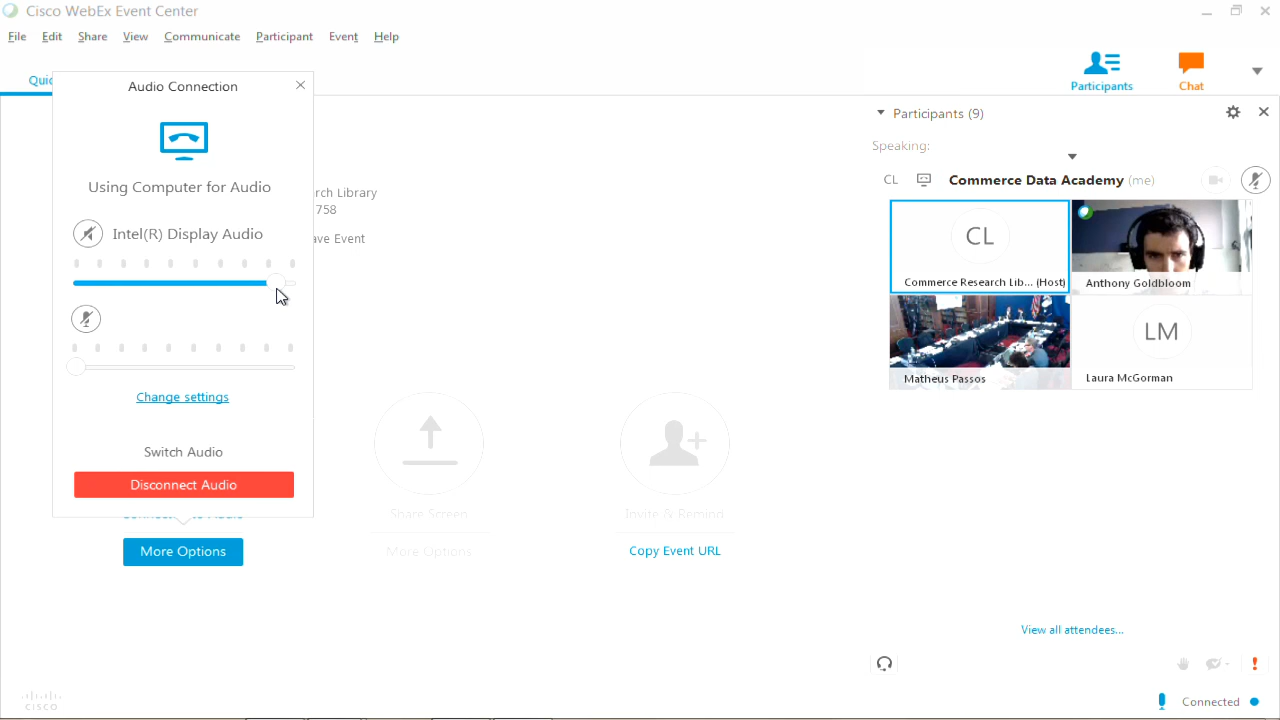 Cisco WebEx Event Center
File Edit Share View Communicate Participant Event Help
Participants
Chat
Quic
Audio Connection
Using Computer for Audio
Intel(R) Display Audio
Change settings
Switch Audio
Disconnect Audio
rch Library
758
ave Event
More Options
Share Screen
More Options
Invite & Remind
Copy Event URL
Participants (9)
Speaking:
CL Commerce Data Academy (me)
CL
Commerce Research Lib... (Host)
Anthony Goldbloom
Matheus Passos
LM
Laura McGorman
View all attendees...
Connected
CISCO